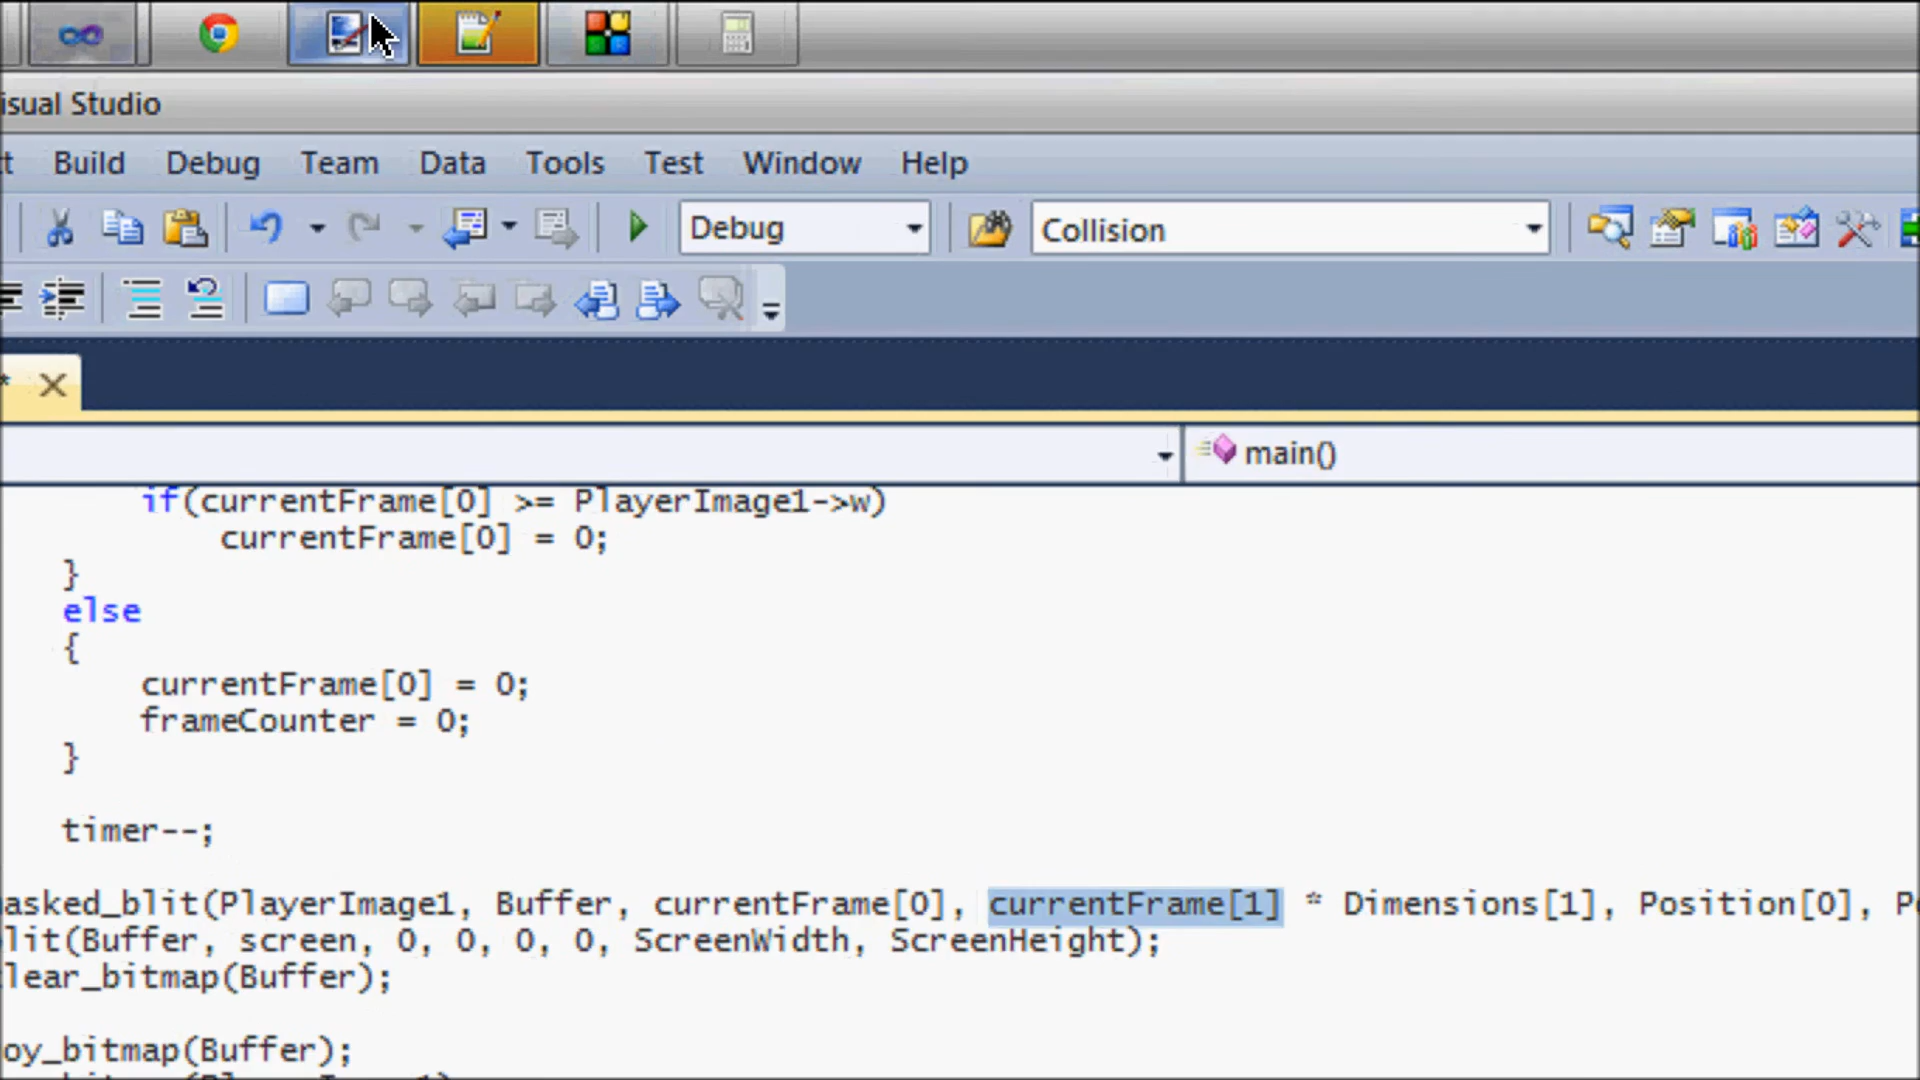 isual Studio
t Build Debug Team Data Tools Test Window Help
Debug Collision
* main()
if(currentFrame[0] >= PlayerImage1->w)
currentFrame[0] = 0;
}
else
{
currentFrame[0] = 0;
frameCounter = 0;
}
timer--;
asked_blit(PlayerImage1, Buffer, currentFrame[0], currentFrame[1] * Dimensions[1], Position[0], P
lit(Buffer, screen, 0, 0, 0, 0, ScreenWidth, ScreenHeight);
lear_bitmap(Buffer);
oy_bitmap(Buffer);